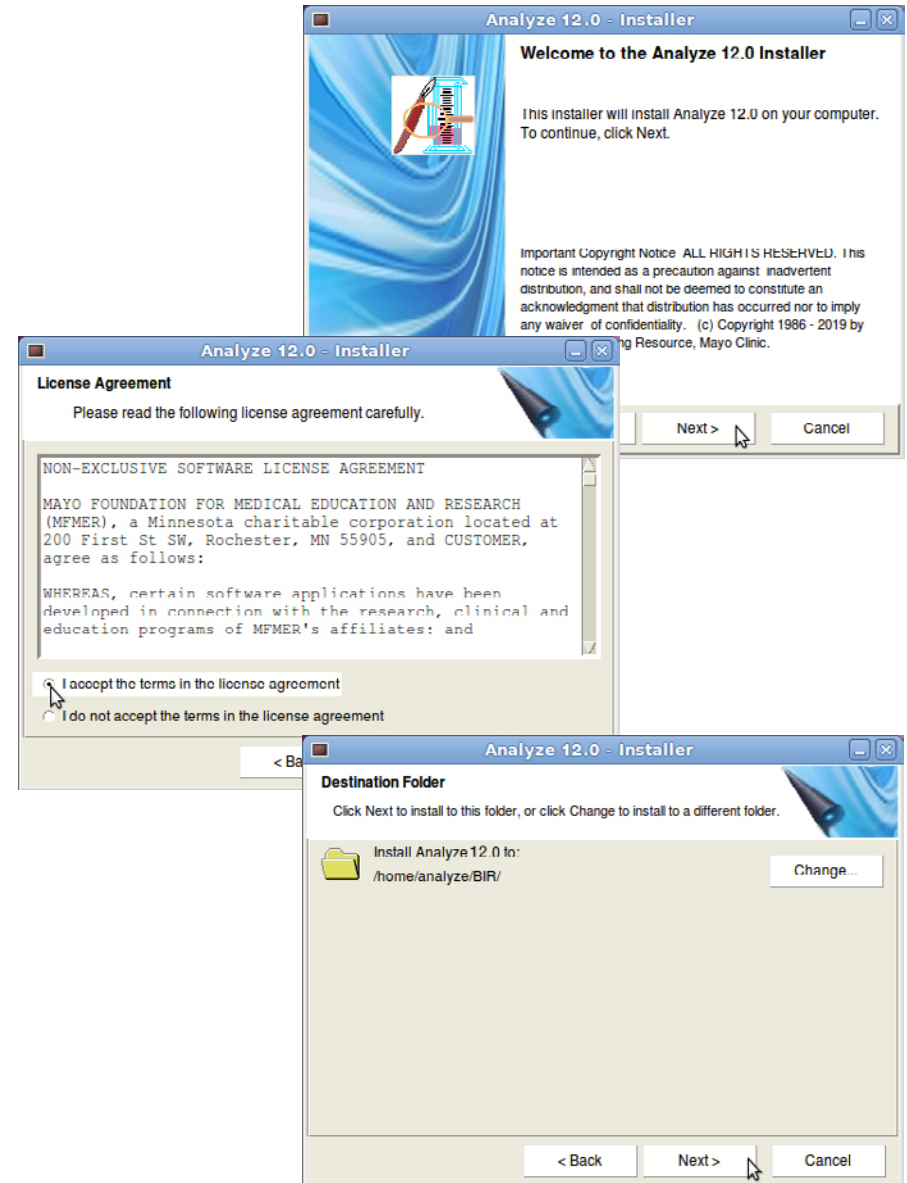 Analyze 12.0 - Installer
Welcome to the Analyze 12.0 Installer
This installer will install Analyze 12.0 on your computer.
To continue, click Next.
Important Copyright Notice ALL RIGHTS RESERVED. This
notice is intended as a precaution against inadvertent
distribution, and shall not be deemed to constitute an
acknowledgment that distribution has occurred nor to imply
any waiver of confidentiality. (c) Copyright 1986 - 2019 by
Resource, Mayo Clinic.
Next >
Cancel
Analyze 12.0 - Installer
License Agreement
Please read the following license agreement carefully.
NON-EXCLUSIVE SOFTWARE LICENSE AGREEMENT
MAYO FOUNDATION FOR MEDICAL EDUCATION AND RESEARCH
(MFMER), a Minnesota charitable corporation located at
200 First St SW, Rochester, MN 55905, and CUSTOMER,
agree as follows:
WHEREAS, certain software applications have been
developed in connection with the research, clinical and
education programs of MFMER's affiliates: and
I accept the terms in the license agreement
I do not accept the terms in the license agreement
< Ba
Analyze 12.0 - Installer
Destination Folder
Click Next to install to this folder, or click Change to install to a different folder.
Install Analyze 12.0 to:
/home/analyze/BIR/
Change...
< Back
Next >
Cancel